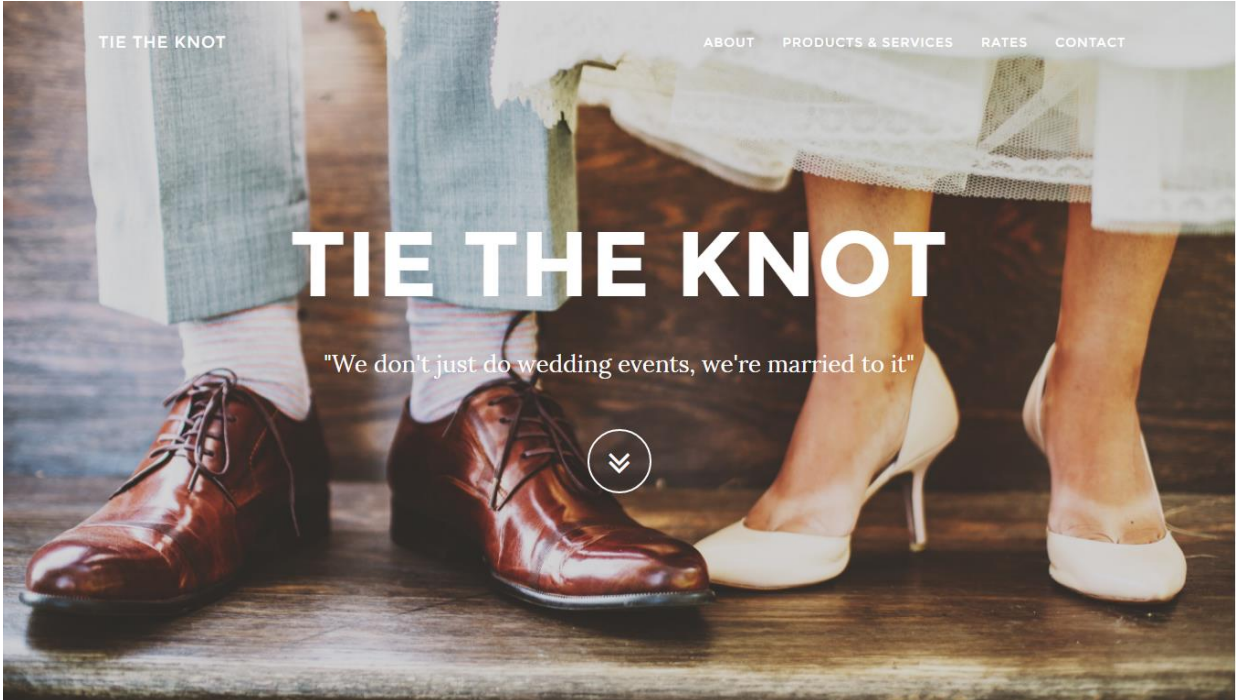 TIE THE KNOT
ABOUT PRODUCTS & SERVICES RATES CONTACT
TIE THE KNOT
"We don't just do wedding events, we're married to it"